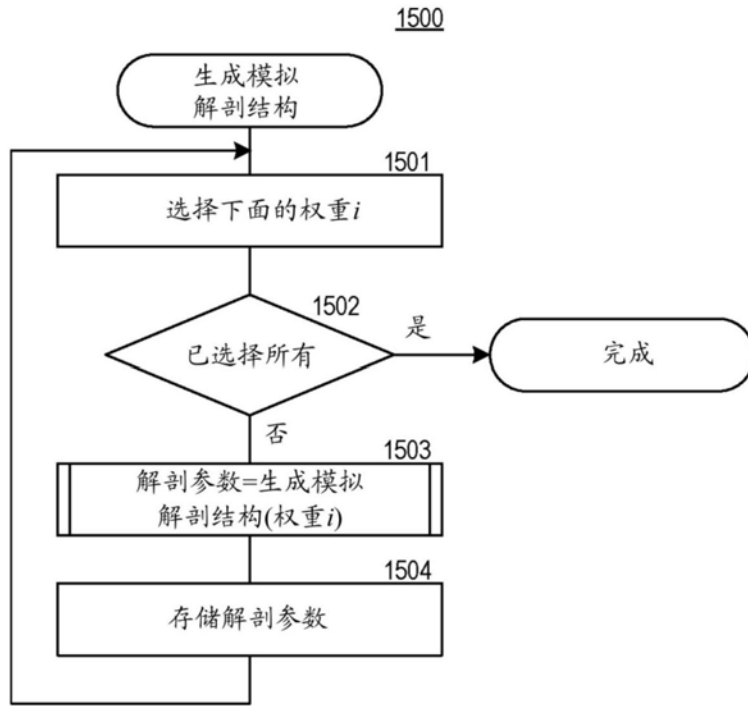 1500
生成模拟
解剖结构
1501
选择下面的权重i
1502
已选择所有
是
完成
否
1503
解剖参数=生成模拟
解剖结构(权重i)
1504
存储解剖参数